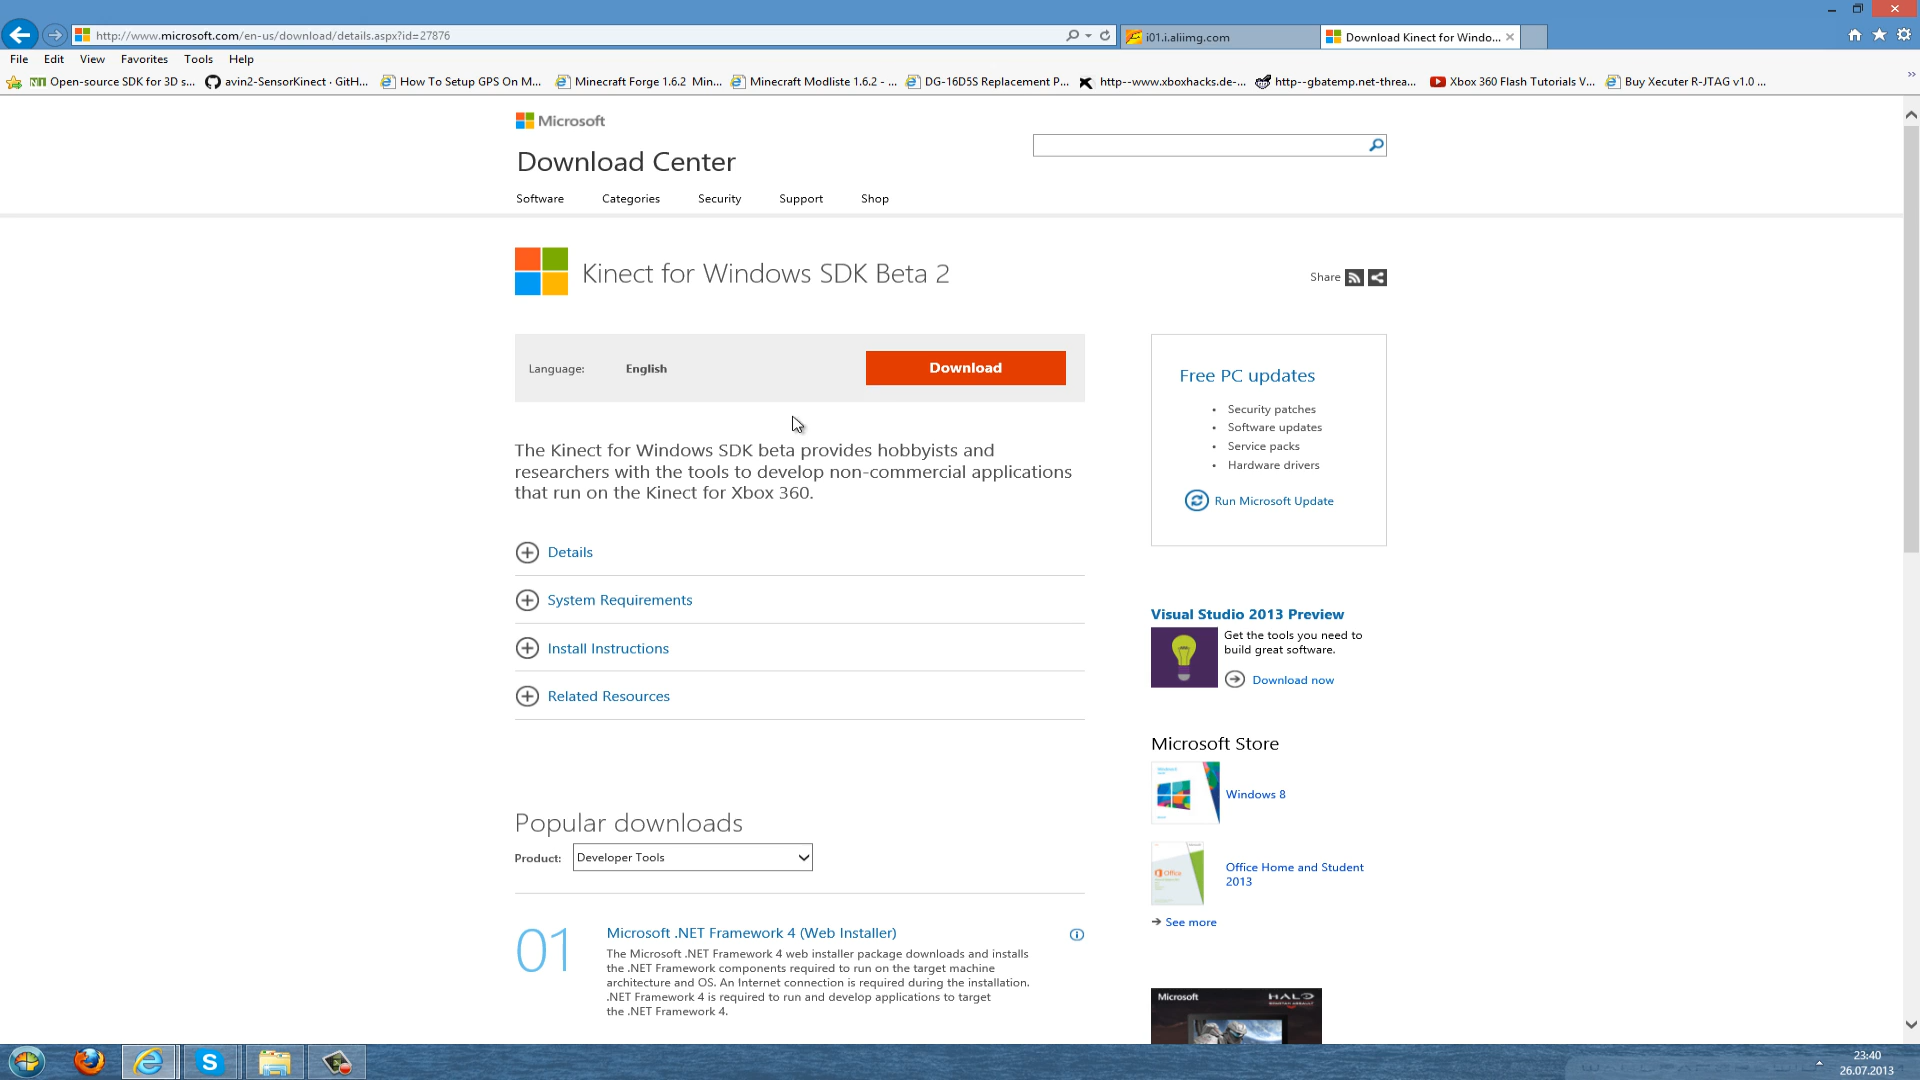 http://www.microsoft.com/en-us/download/details.aspx?id=27876
i01.i.aliimg.com
Download Kinect for Windo...
File Edit View Favorites Tools Help
Open-source SDK for 3D s...
avin2-SensorKinect · GitH...
How To Setup GPS On M...
Minecraft Forge 1.6.2 Min...
Minecraft Modliste 1.6.2 - ...
DG-16D5S Replacement P...
http--www.xboxhacks.de-...
http--gbatemp.net-threa...
Xbox 360 Flash Tutorials V...
Buy Xecuter R-JTAG v1.0 ...
Microsoft
Download Center
Software Categories Security Support Shop
Kinect for Windows SDK Beta 2
Share
Language: English
Download
The Kinect for Windows SDK beta provides hobbyists and
researchers with the tools to develop non-commercial applications
that run on the Kinect for Xbox 360.
Details
System Requirements
Install Instructions
Related Resources
Popular downloads
Product: Developer Tools
01
Microsoft .NET Framework 4 (Web Installer)
The Microsoft .NET Framework 4 web installer package downloads and installs
the .NET Framework components required to run on the target machine
architecture and OS. An Internet connection is required during the installation.
.NET Framework 4 is required to run and develop applications to target
the .NET Framework 4.
Free PC updates
• Security patches
• Software updates
• Service packs
• Hardware drivers
Run Microsoft Update
Visual Studio 2013 Preview
Get the tools you need to
build great software.
Download now
Microsoft Store
Windows 8
Office
Office Home and Student
2013
See more
Microsoft
HALO
23:40
26.07.2013